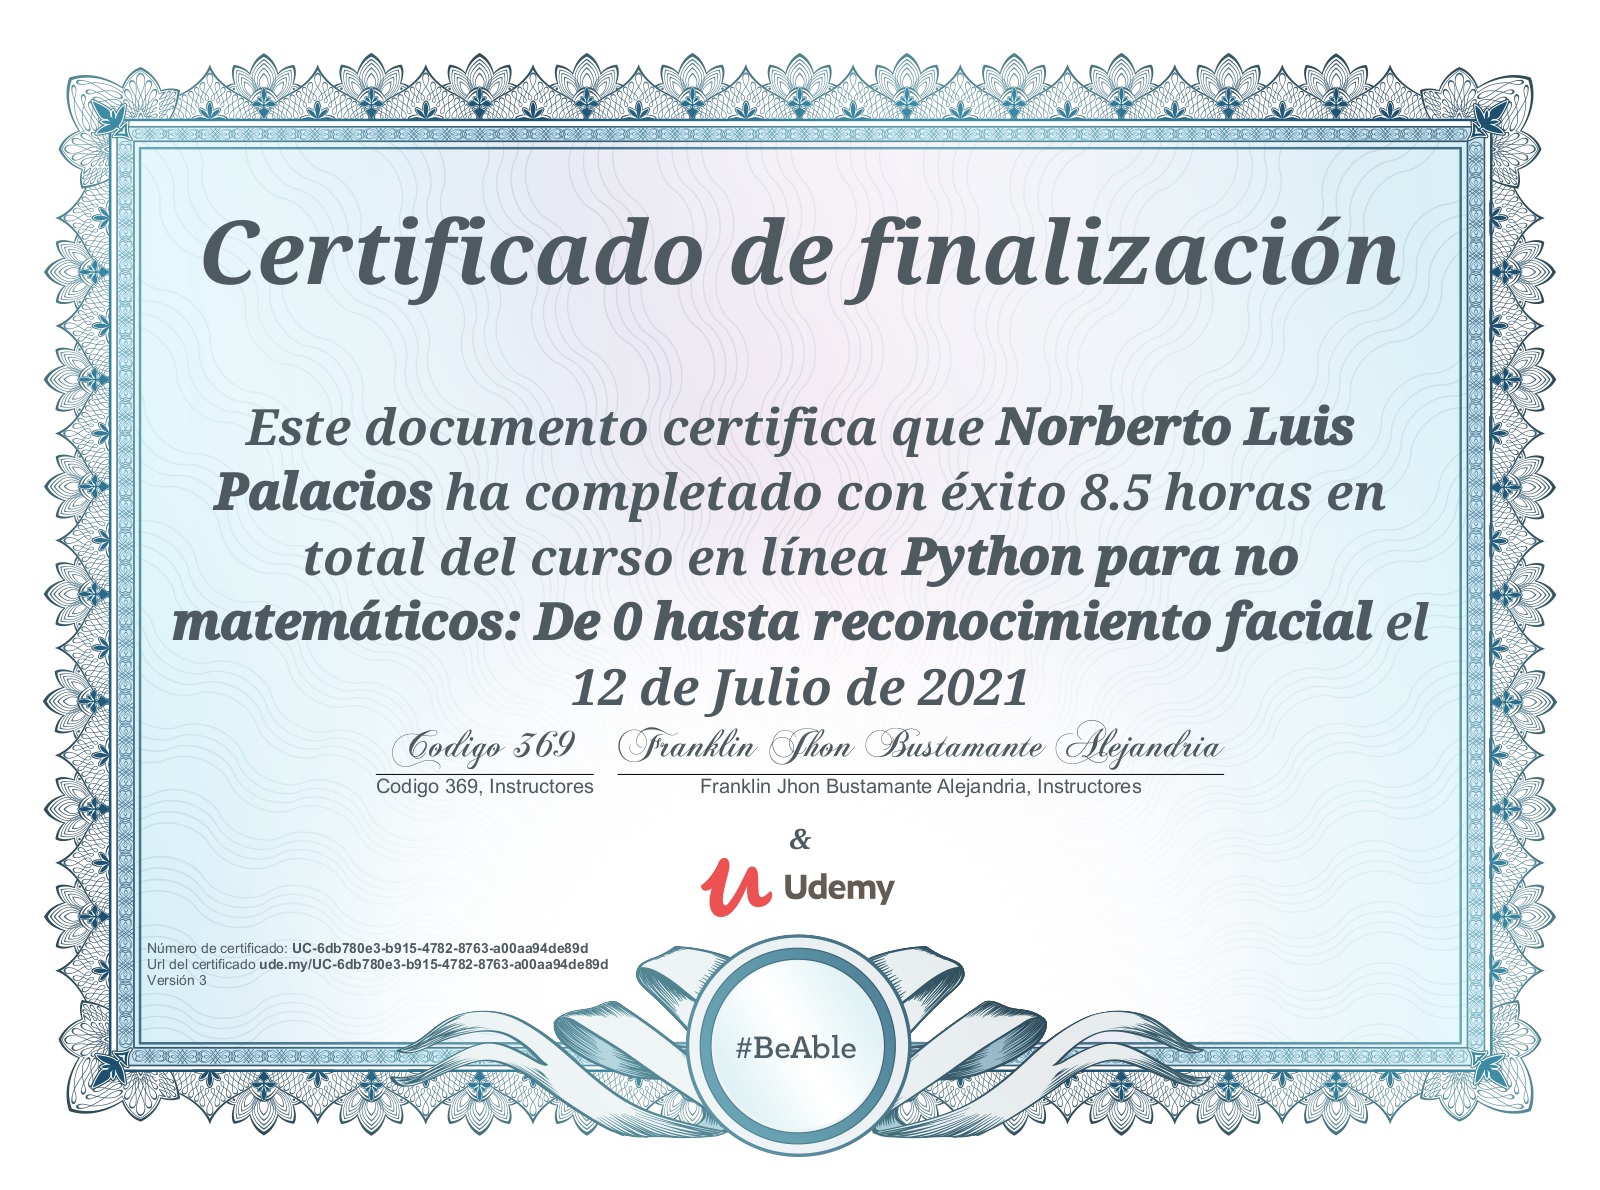 Certificado de finalización
Este documento certifica que Norberto Luis
Palacios ha completado con éxito 8.5 horas en
total del curso en línea Python para no
matemáticos: De 0 hasta reconocimiento facial el
12 de Julio de 2021
Codigo 369 Franklin Jhon Bustamante Alejandria
Codigo 369, Instructores Franklin Jhon Bustamante Alejandria, Instructores
&
Udemy
Número de certificado: UC-6db780e3-b915-4782-8763-a00aa94de89d
Url del certificado ude.my/UC-6db780e3-b915-4782-8763-a00aa94de89d
Versión 3
#BeAble